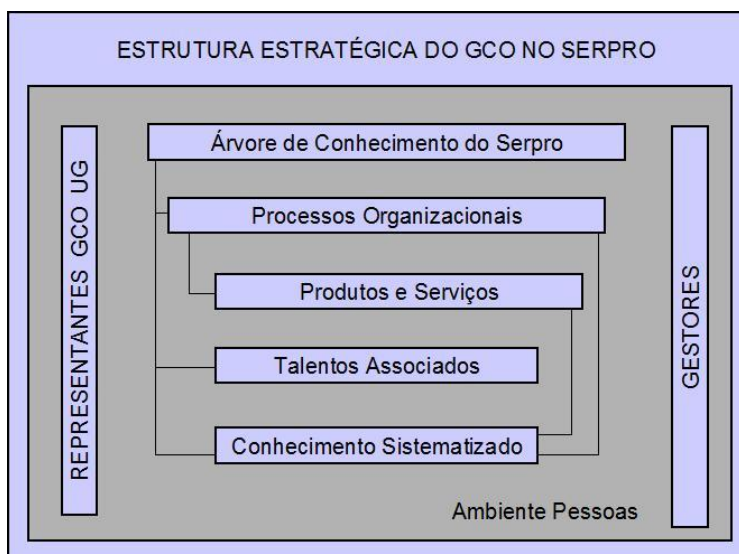 ESTRUTURA ESTRATÉGICA DO GCO NO SERPRO
REPRESENTANTES GCO UG
Árvore de Conhecimento do Serpro
Processos Organizacionais
Produtos e Serviços
Talentos Associados
Conhecimento Sistematizado
GESTORES
Ambiente Pessoas